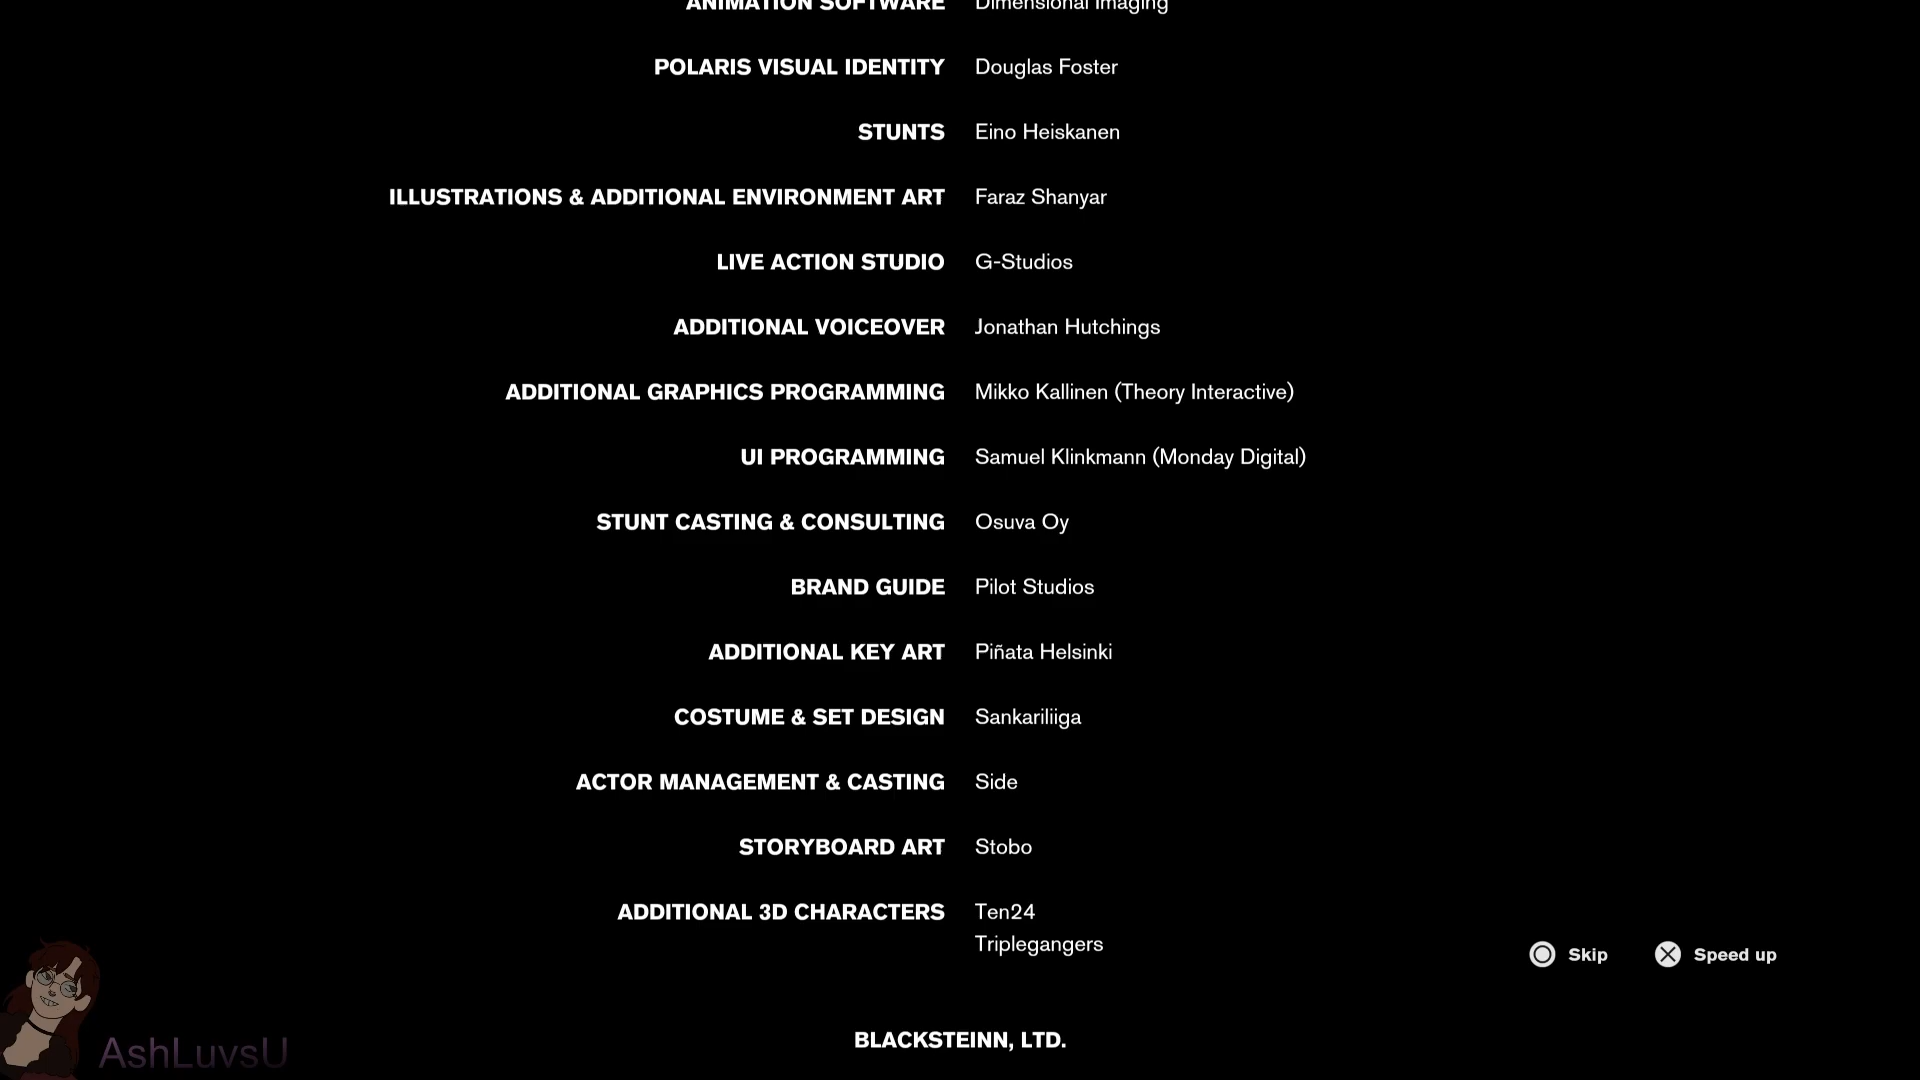 ANIMATION SOFTWARE Dimensional Imaging
POLARIS VISUAL IDENTITY Douglas Foster
STUNTS Eino Heiskanen
ILLUSTRATIONS & ADDITIONAL ENVIRONMENT ART Faraz Shanyar
LIVE ACTION STUDIO G-Studios
ADDITIONAL VOICEOVER Jonathan Hutchings
ADDITIONAL GRAPHICS PROGRAMMING Mikko Kallinen (Theory Interactive)
UI PROGRAMMING Samuel Klinkmann (Monday Digital)
STUNT CASTING & CONSULTING Osuva Oy
BRAND GUIDE Pilot Studios
ADDITIONAL KEY ART Piñata Helsinki
COSTUME & SET DESIGN Sankariliiga
ACTOR MANAGEMENT & CASTING Side
STORYBOARD ART Stobo
ADDITIONAL 3D CHARACTERS Ten24
Triplegangers
Skip Speed up
BLACKSTEINN, LTD.
AshLuvsU